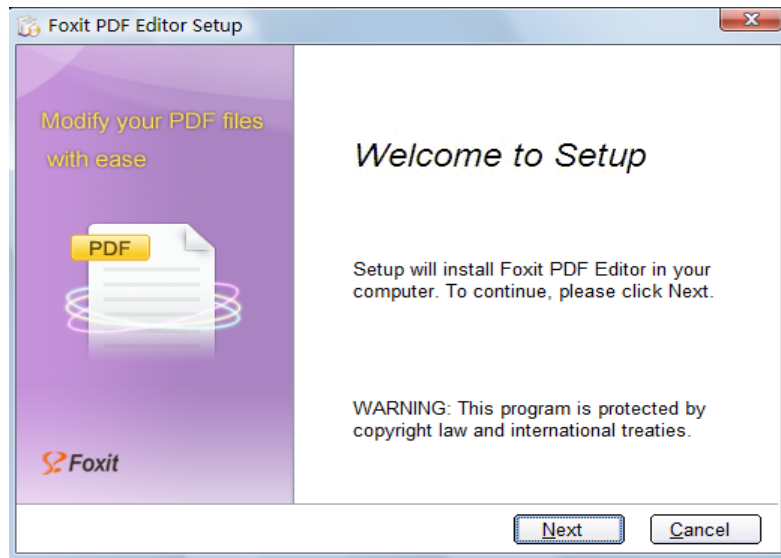 Foxit PDF Editor Setup
Modify your PDF files
with ease
PDF
Foxit
Welcome to Setup
Setup will install Foxit PDF Editor in your
computer. To continue, please click Next.
WARNING: This program is protected by
copyright law and international treaties.
Next
Cancel